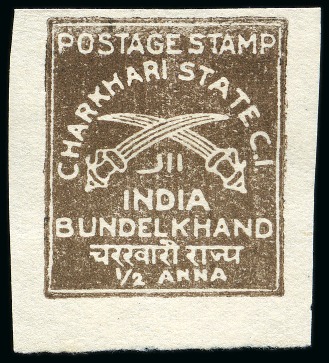 POSTAGE STAMP
CHARKHARI STATE C.I.
INDIA
BUNDELKHAND
चरखारी राज्य
½ ANNA